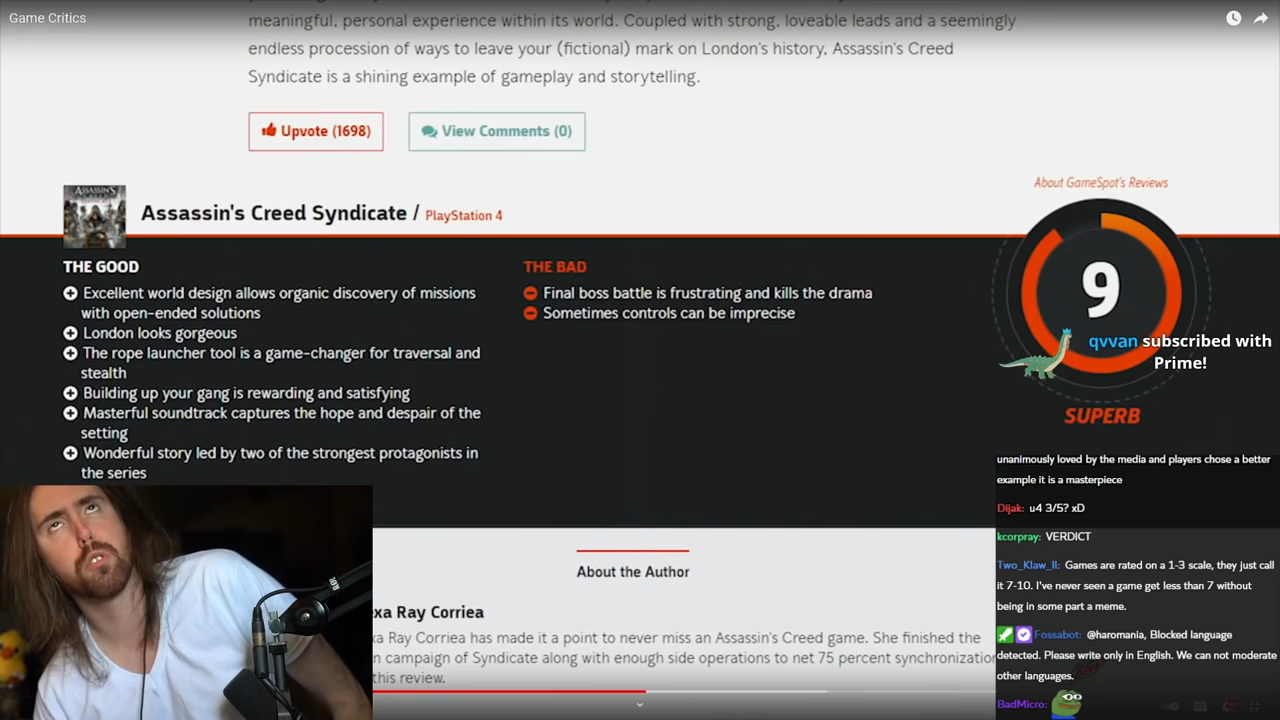 Game Critics
meaningful, personal experience within its world. Coupled with strong, loveable leads and a seemingly
endless procession of ways to leave your (fictional) mark on London's history, Assassin's Creed
Syndicate is a shining example of gameplay and storytelling.
Upvote (1698)
View Comments (0)
About GameSpot's Reviews
ASSASSIN'S
Assassin's Creed Syndicate / PlayStation 4
THE GOOD
Excellent world design allows organic discovery of missions
with open-ended solutions
London looks gorgeous
The rope launcher tool is a game-changer for traversal and
stealth
Building up your gang is rewarding and satisfying
Masterful soundtrack captures the hope and despair of the
setting
Wonderful story led by two of the strongest protagonists in
the series
THE BAD
Final boss battle is frustrating and kills the drama
Sometimes controls can be imprecise
9
qvvan subscribed with
Prime!
SUPERB
unanimously loved by the media and players chose a better
example it is a masterpiece
Dijak: u4 3/5? xD
kcorpray: VERDICT
Two_Klaw_II: Games are rated on a 1-3 scale, they just call
it 7-10. I've never seen a game get less than 7 without
being in some part a meme.
Fossabot: @haromania, Blocked language
detected. Please write only in English. We can not moderate
other languages.
BadMicro:
About the Author
exa Ray Corriea
xa Ray Corriea has made it a point to never miss an Assassin's Creed game. She finished the
n campaign of Syndicate along with enough side operations to net 75 percent synchronization
this review.